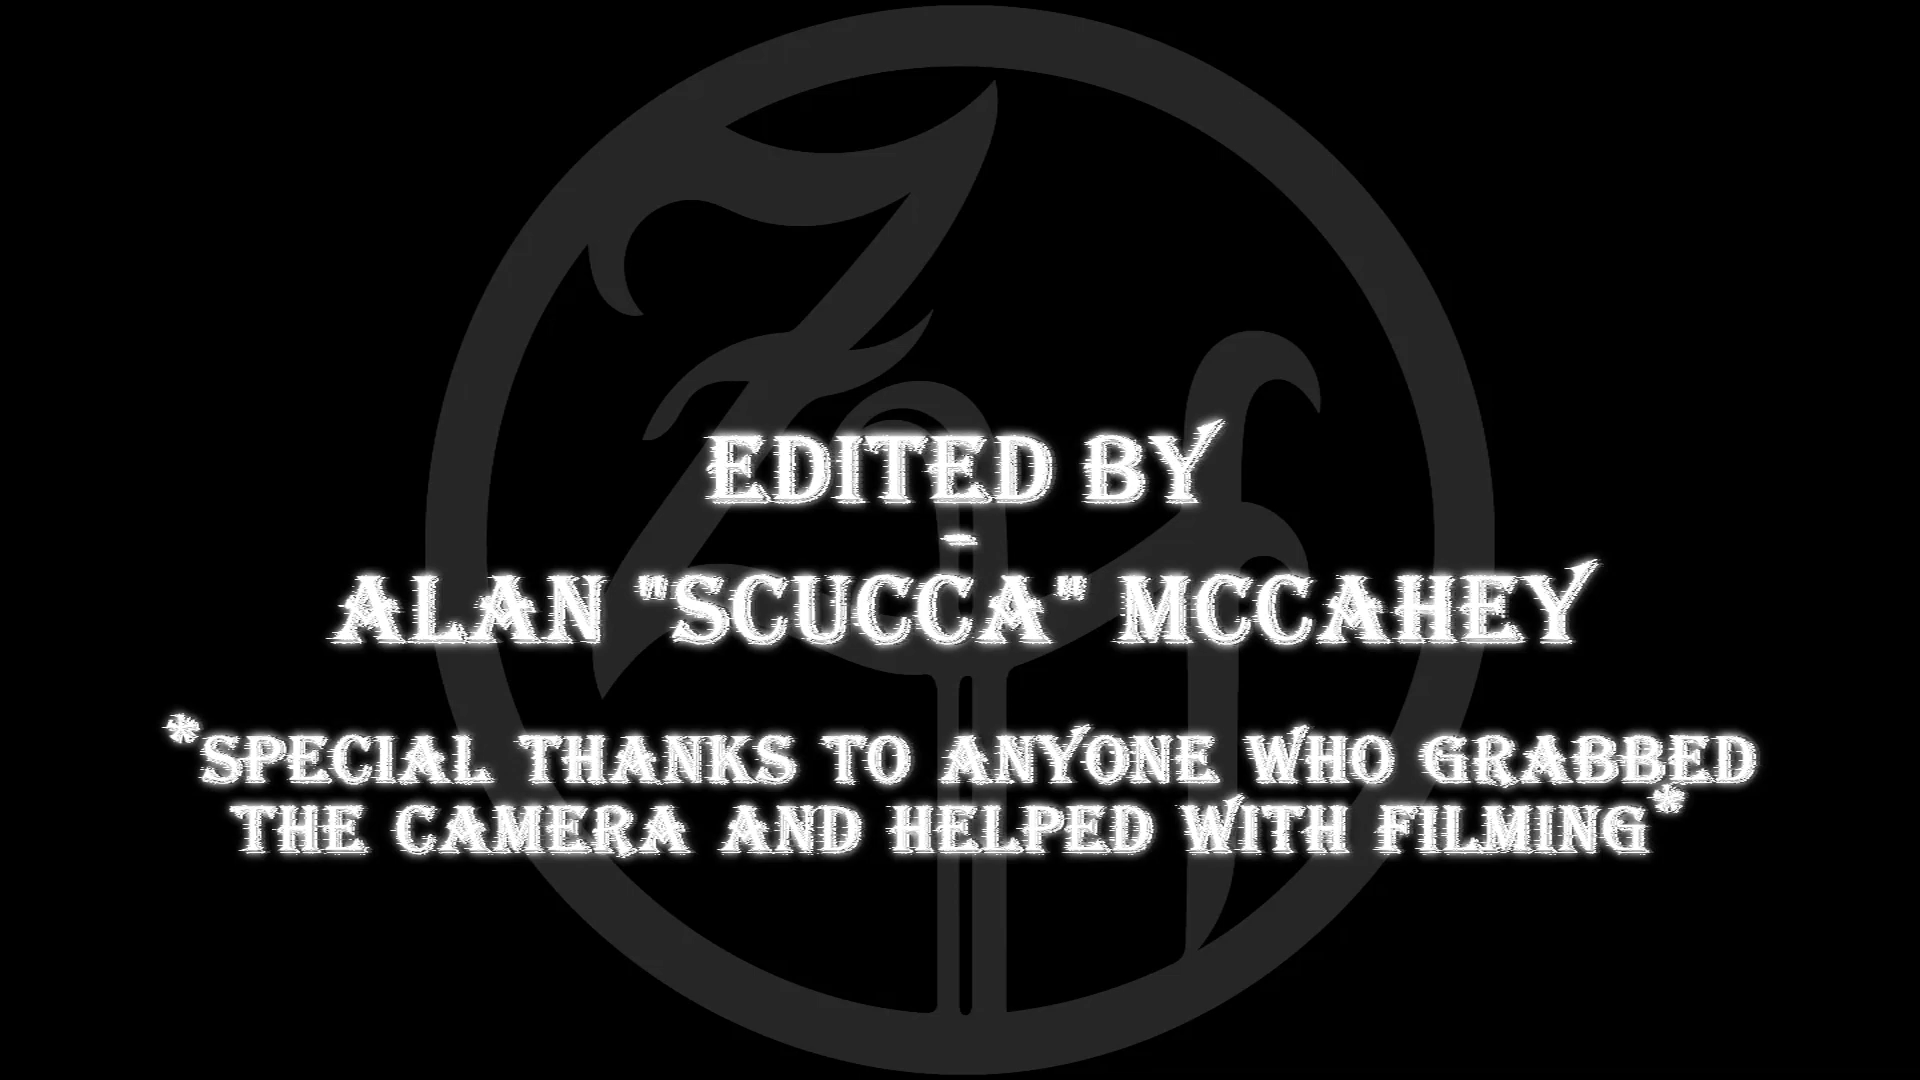 EDITED BY
-
ALAN "SCUCCA" MCCAHEY
*SPECIAL THANKS TO ANYONE WHO GRABBED
THE CAMERA AND HELPED WITH FILMING*